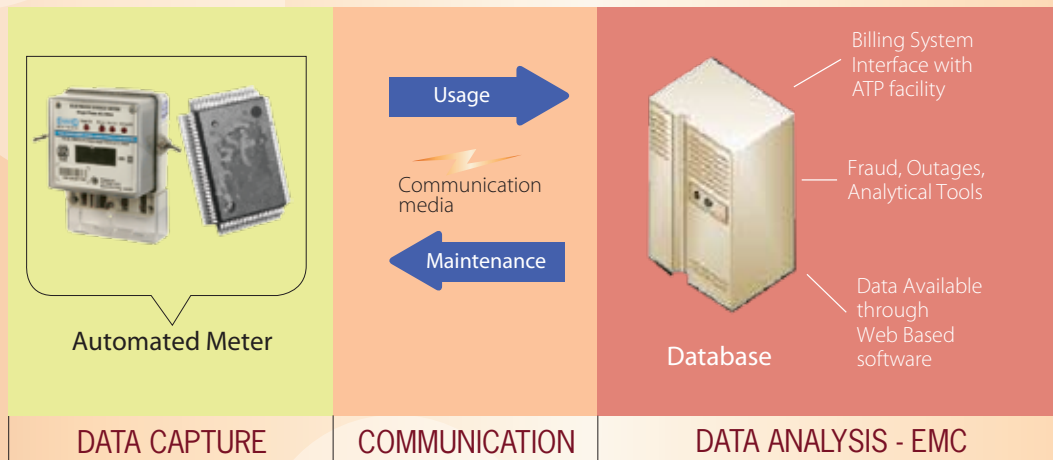 Billing System
Interface with
ATP facility
Usage
Communication
media
Fraud, Outages,
Analytical Tools
Maintenance
Data Available
through
Web Based
software
Automated Meter
Database
DATA CAPTURE
COMMUNICATION
DATA ANALYSIS - EMC